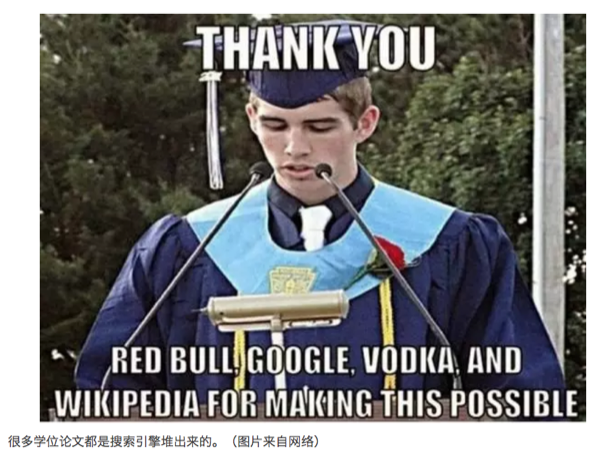 THANK YOU
RED BULL, GOOGLE, VODKA, AND
WIKIPEDIA FOR MAKING THIS POSSIBLE
很多学位论文都是搜索引擎堆出来的。（图片来自网络）